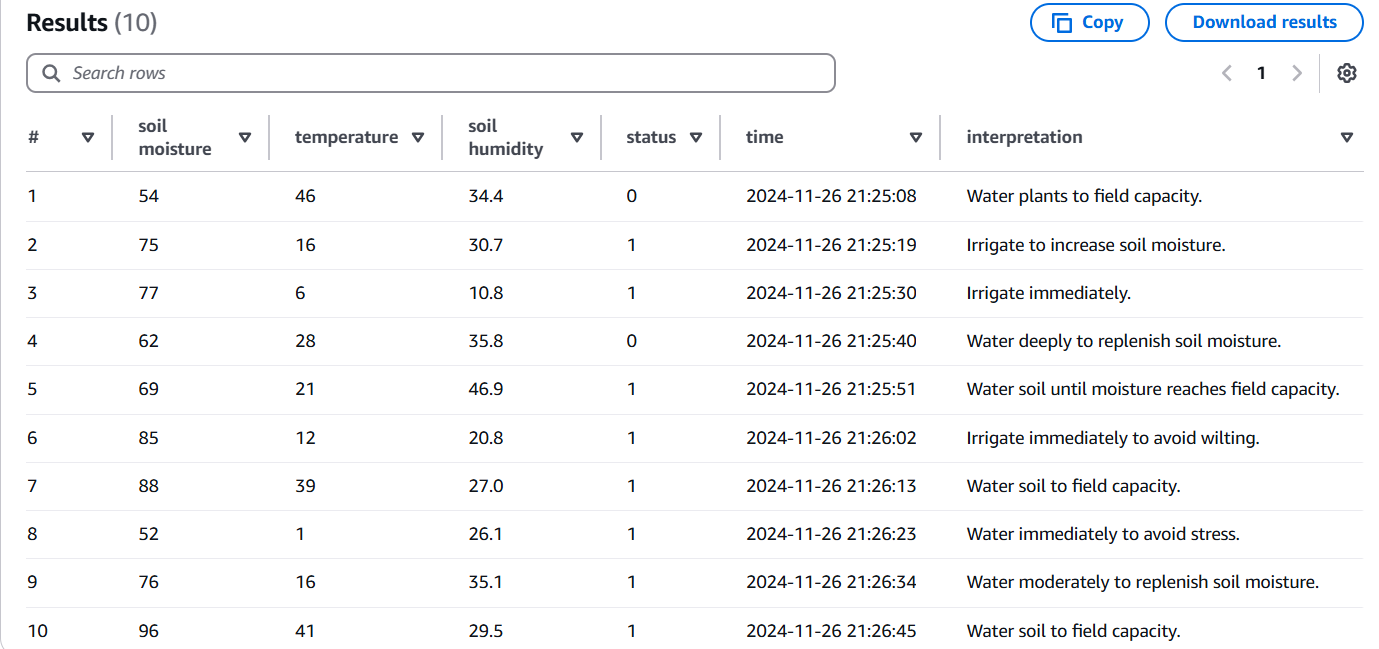 Results (10)
Copy
Download results
Search rows
1
# soil moisture temperature soil humidity status time interpretation
1 54 46 34.4 0 2024-11-26 21:25:08 Water plants to field capacity.
2 75 16 30.7 1 2024-11-26 21:25:19 Irrigate to increase soil moisture.
3 77 6 10.8 1 2024-11-26 21:25:30 Irrigate immediately.
4 62 28 35.8 0 2024-11-26 21:25:40 Water deeply to replenish soil moisture.
5 69 21 46.9 1 2024-11-26 21:25:51 Water soil until moisture reaches field capacity.
6 85 12 20.8 1 2024-11-26 21:26:02 Irrigate immediately to avoid wilting.
7 88 39 27.0 1 2024-11-26 21:26:13 Water soil to field capacity.
8 52 1 26.1 1 2024-11-26 21:26:23 Water immediately to avoid stress.
9 76 16 35.1 1 2024-11-26 21:26:34 Water moderately to replenish soil moisture.
10 96 41 29.5 1 2024-11-26 21:26:45 Water soil to field capacity.